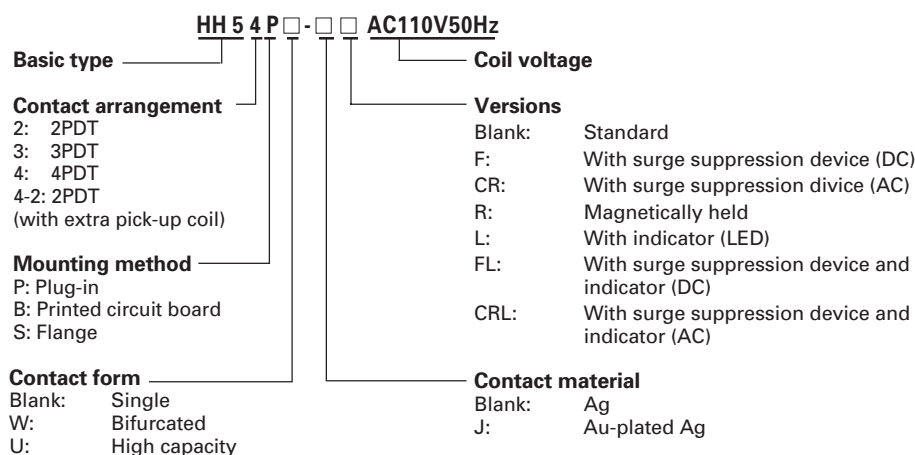 HH 5 4 P □ - □ □ AC110V50Hz
Basic type
Coil voltage
Contact arrangement
2: 2PDT
3: 3PDT
4: 4PDT
4-2: 2PDT
(with extra pick-up coil)
Mounting method
P: Plug-in
B: Printed circuit board
S: Flange
Contact form
Blank: Single
W: Bifurcated
U: High capacity
Versions
Blank: Standard
F: With surge suppression device (DC)
CR: With surge suppression divice (AC)
R: Magnetically held
L: With indicator (LED)
FL: With surge suppression device and
indicator (DC)
CRL: With surge suppression device and
indicator (AC)
Contact material
Blank: Ag
J: Au-plated Ag